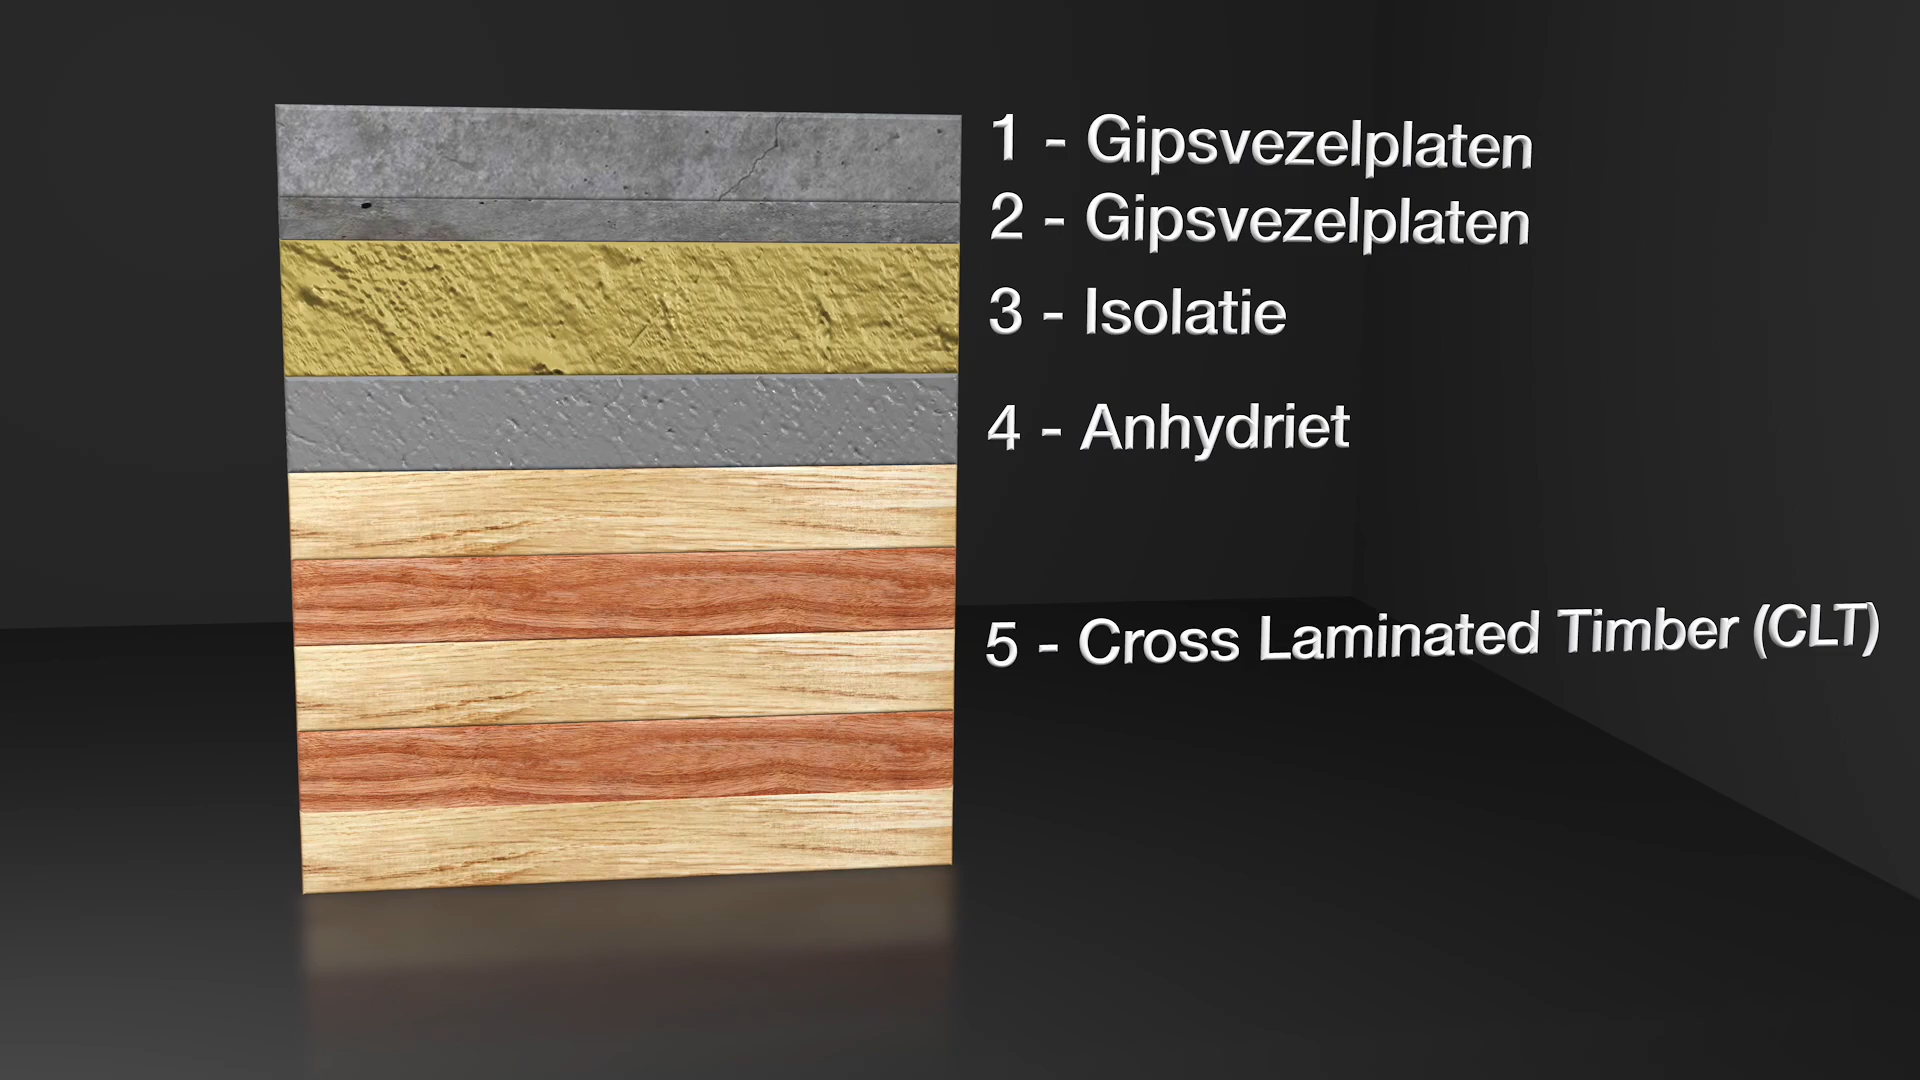 1 - Gipsvezelplaten
2 - Gipsvezelplaten
3 - Isolatie
4 - Anhydriet
5 - Cross Laminated Timber (CLT)